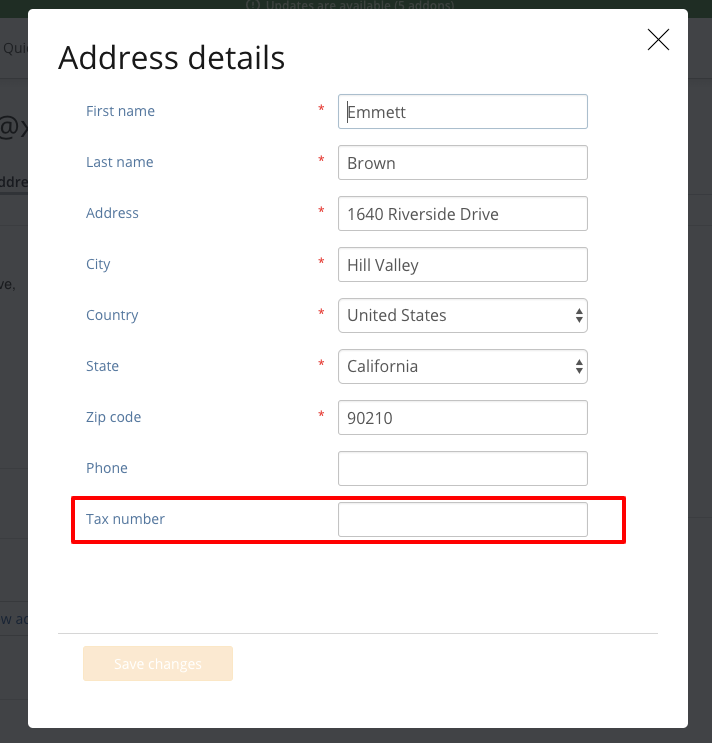 Updates are available (5 addons)
Quic
Address details
First name * Emmett
Last name * Brown
Address * 1640 Riverside Drive
City * Hill Valley
Country * United States
State * California
Zip code * 90210
Phone
Tax number
Save changes
@x
ddre
ve,
w ad